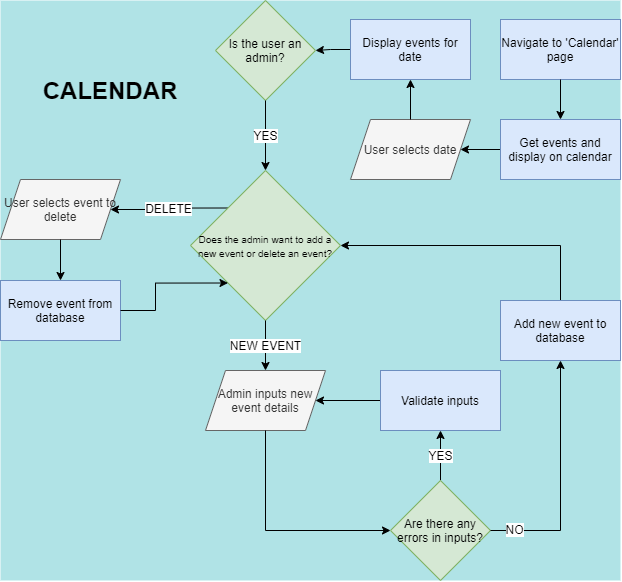 CALENDAR
Is the user an
admin?
Display events for
date
Navigate to 'Calendar'
page
YES
User selects date
Get events and
display on calendar
User selects event to
delete
DELETE
Does the admin want to add a
new event or delete an event?
Remove event from
database
NEW EVENT
Add new event to
database
Admin inputs new
event details
Validate inputs
YES
Are there any
errors in inputs?
NO